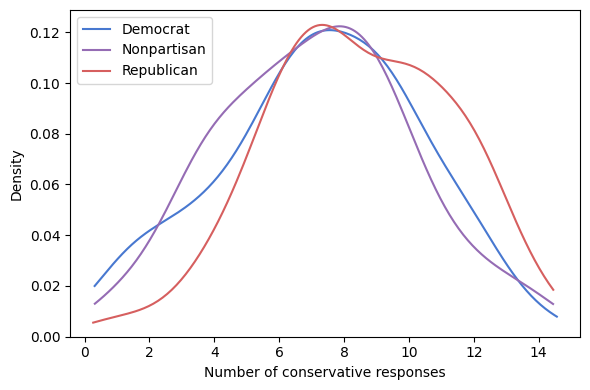 Democrat
Nonpartisan
Republican
Density
0.12
0.10
0.08
0.06
0.04
0.02
0.00
0 2 4 6 8 10 12 14
Number of conservative responses